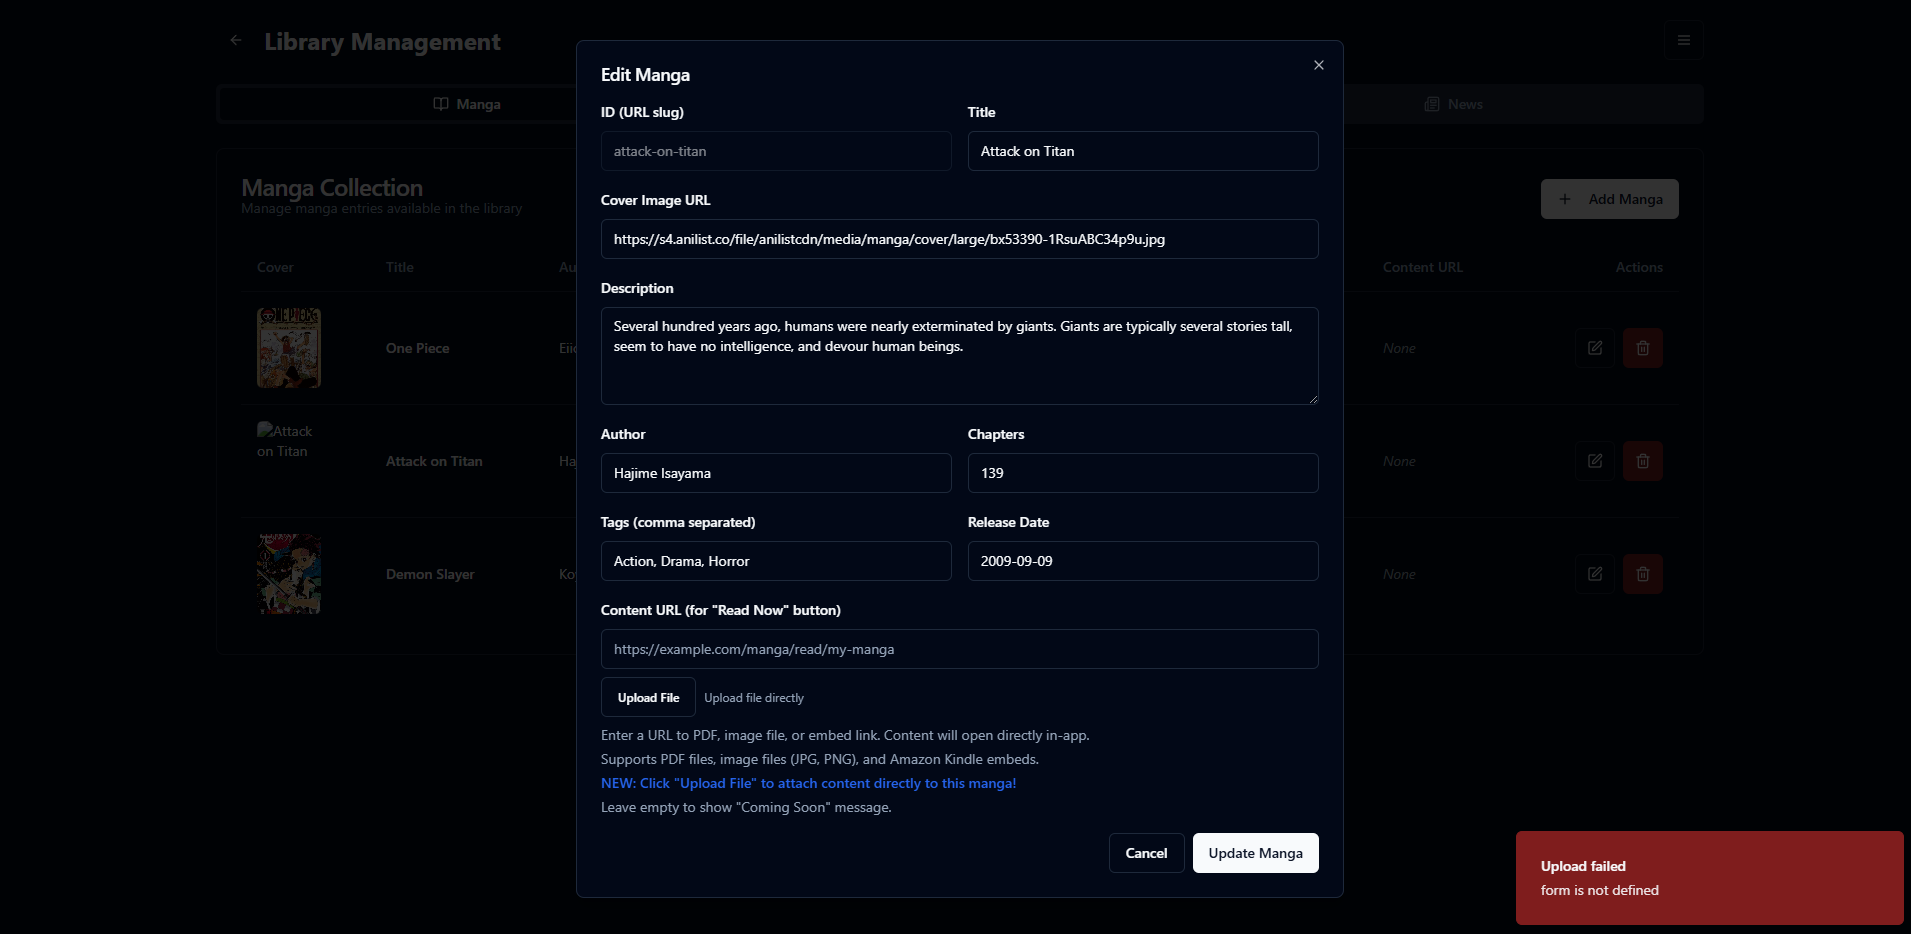 Library Management
Manga
News
Manga Collection
Manage manga entries available in the library
Add Manga
Cover
Title
Au
Content URL
Actions
ONE PIECE
One Piece
Eiic
None
Attack
on Titan
Attack on Titan
Ha
None
Demon Slayer
Ko
None
Edit Manga
ID (URL slug)
Title
attack-on-titan
Attack on Titan
Cover Image URL
https://s4.anilist.co/file/anilistcdn/media/manga/cover/large/bx53390-1RsuABC34p9u.jpg
Description
Several hundred years ago, humans were nearly exterminated by giants. Giants are typically several stories tall,
seem to have no intelligence, and devour human beings.
Author
Chapters
Hajime Isayama
139
Tags (comma separated)
Release Date
Action, Drama, Horror
2009-09-09
Content URL (for "Read Now" button)
https://example.com/manga/read/my-manga
Upload File
Upload file directly
Enter a URL to PDF, image file, or embed link. Content will open directly in-app.
Supports PDF files, image files (JPG, PNG), and Amazon Kindle embeds.
NEW: Click "Upload File" to attach content directly to this manga!
Leave empty to show "Coming Soon" message.
Cancel
Update Manga
Upload failed
form is not defined